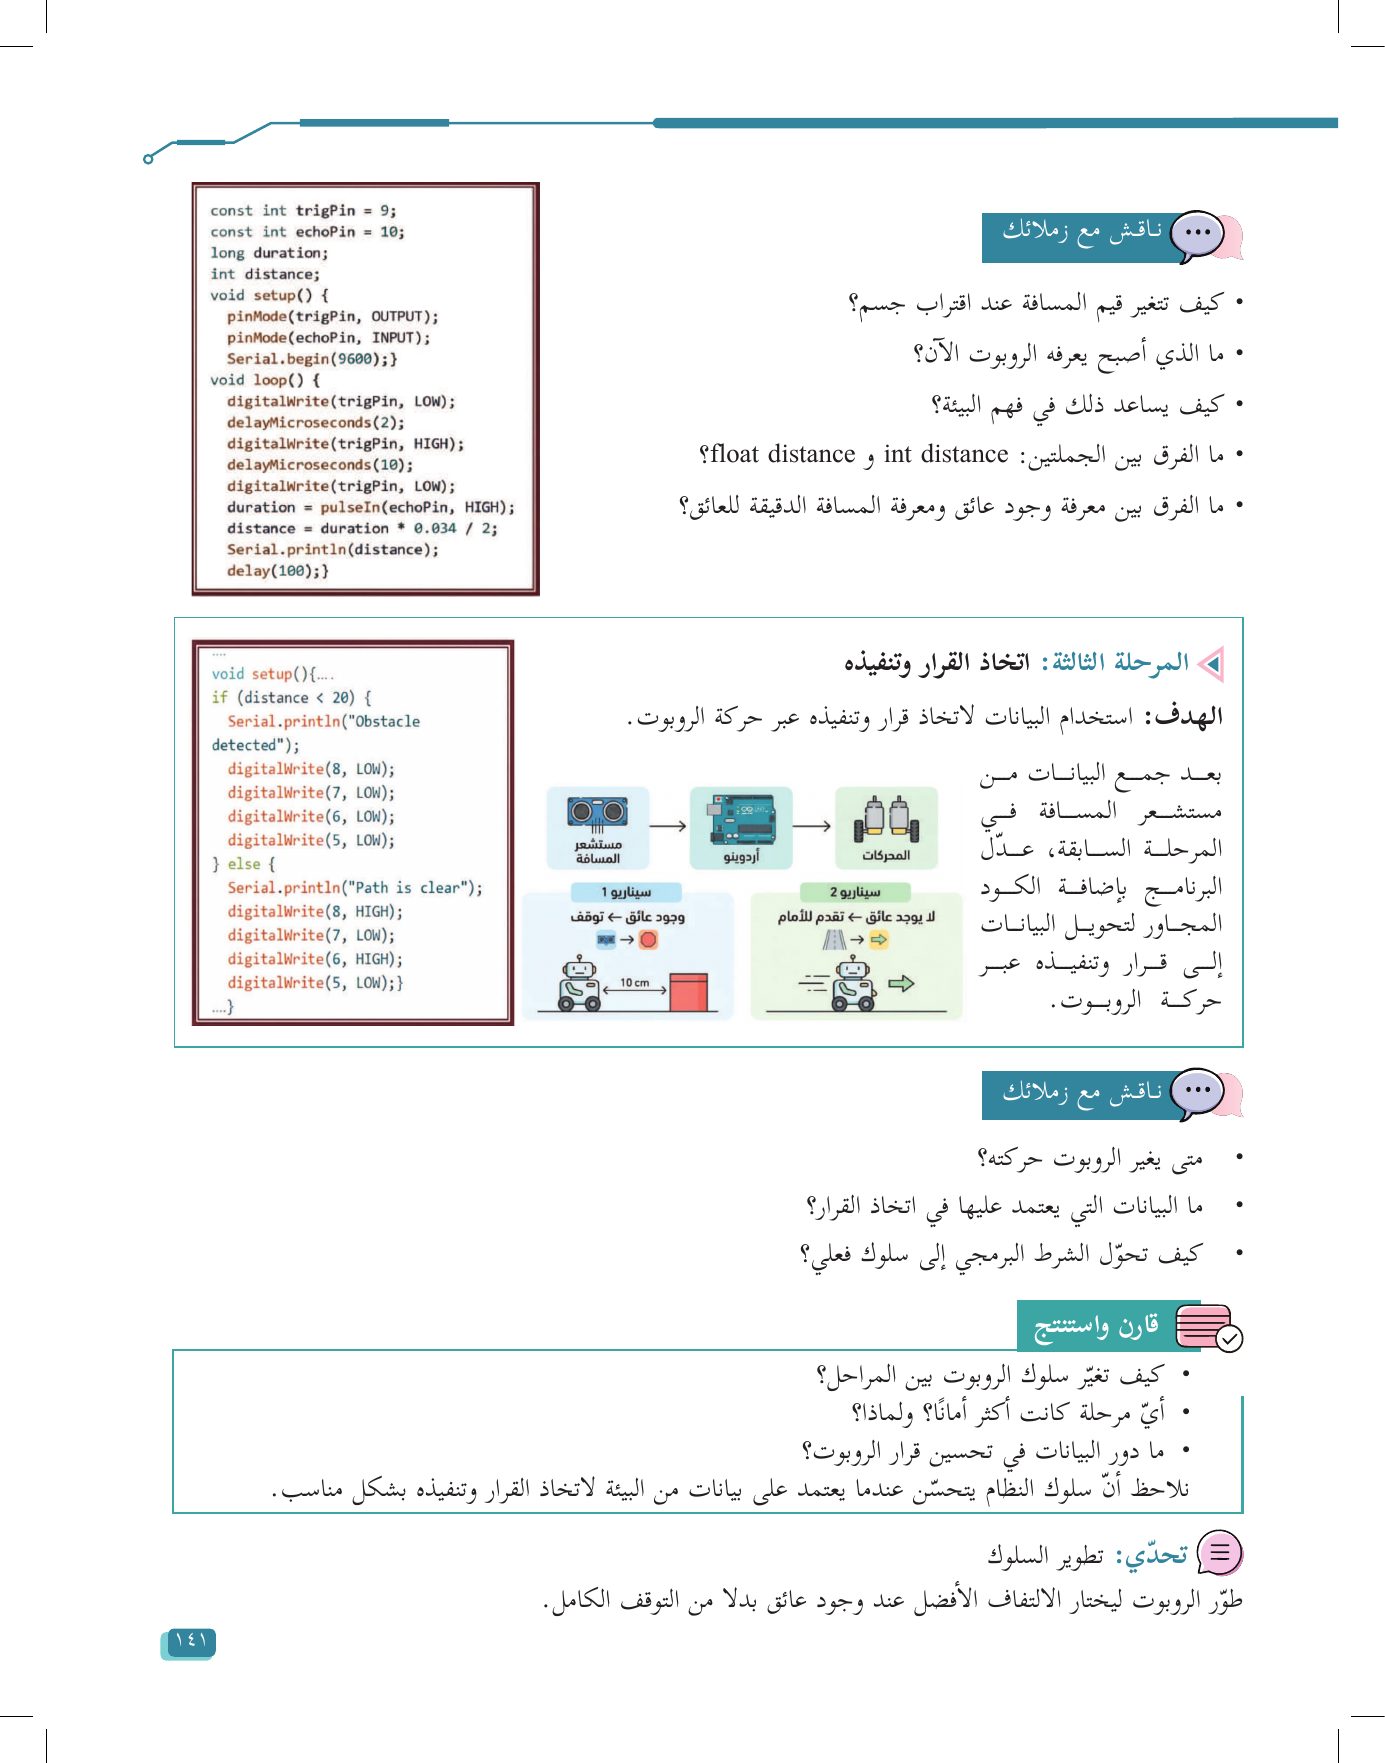 ناقش مع زملائك
• كيف تتغير قيم المسافة عند اقتراب جسم؟
• ما الذي أصبح يعرفه الروبوت الآن؟
• كيف يساعد ذلك في فهم البيئة؟
• ما الفرق بين الجملتين: int distance و float distance؟
• ما الفرق بين معرفة وجود عائق ومعرفة المسافة الدقيقة للعائق؟
const int trigPin = 9;
const int echoPin = 10;
long duration;
int distance;
void setup() {
pinMode(trigPin, OUTPUT);
pinMode(echoPin, INPUT);
Serial.begin(9600);}
void loop() {
digitalWrite(trigPin, LOW);
delayMicroseconds(2);
digitalWrite(trigPin, HIGH);
delayMicroseconds(10);
digitalWrite(trigPin, LOW);
duration = pulseIn(echoPin, HIGH);
distance = duration * 0.034 / 2;
Serial.println(distance);
delay(100);}
المرحلة الثالثة: اتخاذ القرار وتنفيذه
الهدف: استخدام البيانات لاتخاذ قرار وتنفيذه عبر حركة الروبوت.
بعد جمع البيانات من
مستشعر المسافة في
المرحلة السابقة، عدّل
البرنامج بإضافة الكود
المجاور لتحويل البيانات
إلى قرار وتنفيذه عبر
حركة الروبوت.
المحركات
أردوينو
مستشعر
المسافة
سيناريو 2
لا يوجد عائق ← تقدم للأمام
سيناريو 1
وجود عائق ← توقف
10 cm
....
void setup(){....
if (distance < 20) {
Serial.println("Obstacle
detected");
digitalWrite(8, LOW);
digitalWrite(7, LOW);
digitalWrite(6, LOW);
digitalWrite(5, LOW);
} else {
Serial.println("Path is clear");
digitalWrite(8, HIGH);
digitalWrite(7, LOW);
digitalWrite(6, HIGH);
digitalWrite(5, LOW);}
....}
ناقش مع زملائك
• متى يغير الروبوت حركته؟
• ما البيانات التي يعتمد عليها في اتخاذ القرار؟
• كيف تحوّل الشرط البرمجي إلى سلوك فعلي؟
قارن واستنتج
• كيف تغيّر سلوك الروبوت بين المراحل؟
• أيّ مرحلة كانت أكثر أمانًا؟ ولماذا؟
• ما دور البيانات في تحسين قرار الروبوت؟
نلاحظ أنّ سلوك النظام يتحسّن عندما يعتمد على بيانات من البيئة لاتخاذ القرار وتنفيذه بشكل مناسب.
تحدّي: تطوير السلوك
طوّر الروبوت ليختار الالتفاف الأفضل عند وجود عائق بدلا من التوقف الكامل.
١٤١